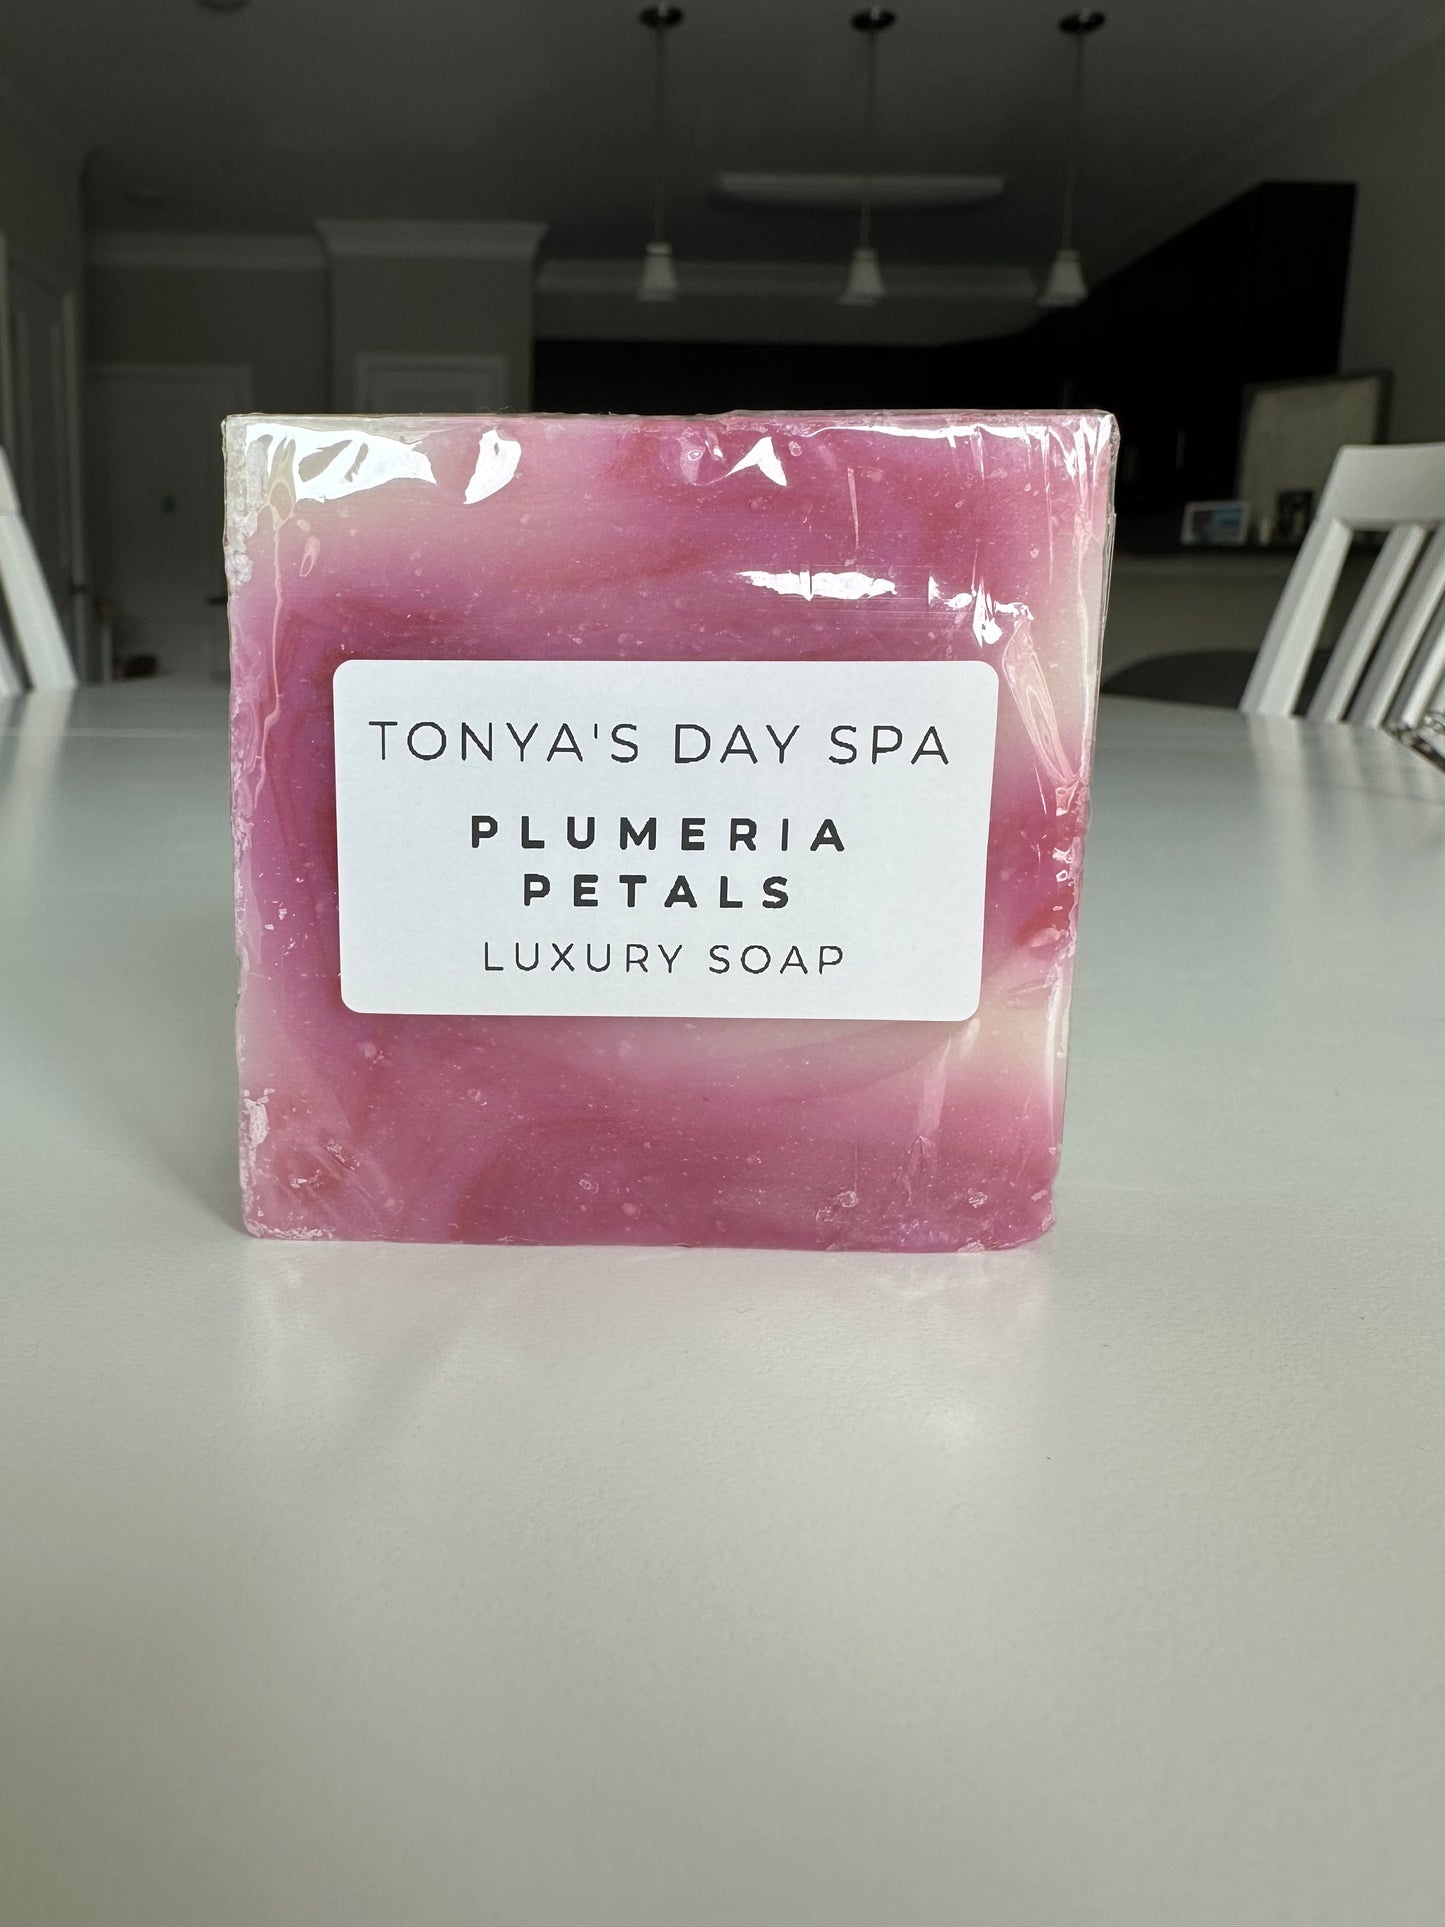 TONYA'S DAY SPA
PLUMERIA
PETALS
LUXURY SOAP